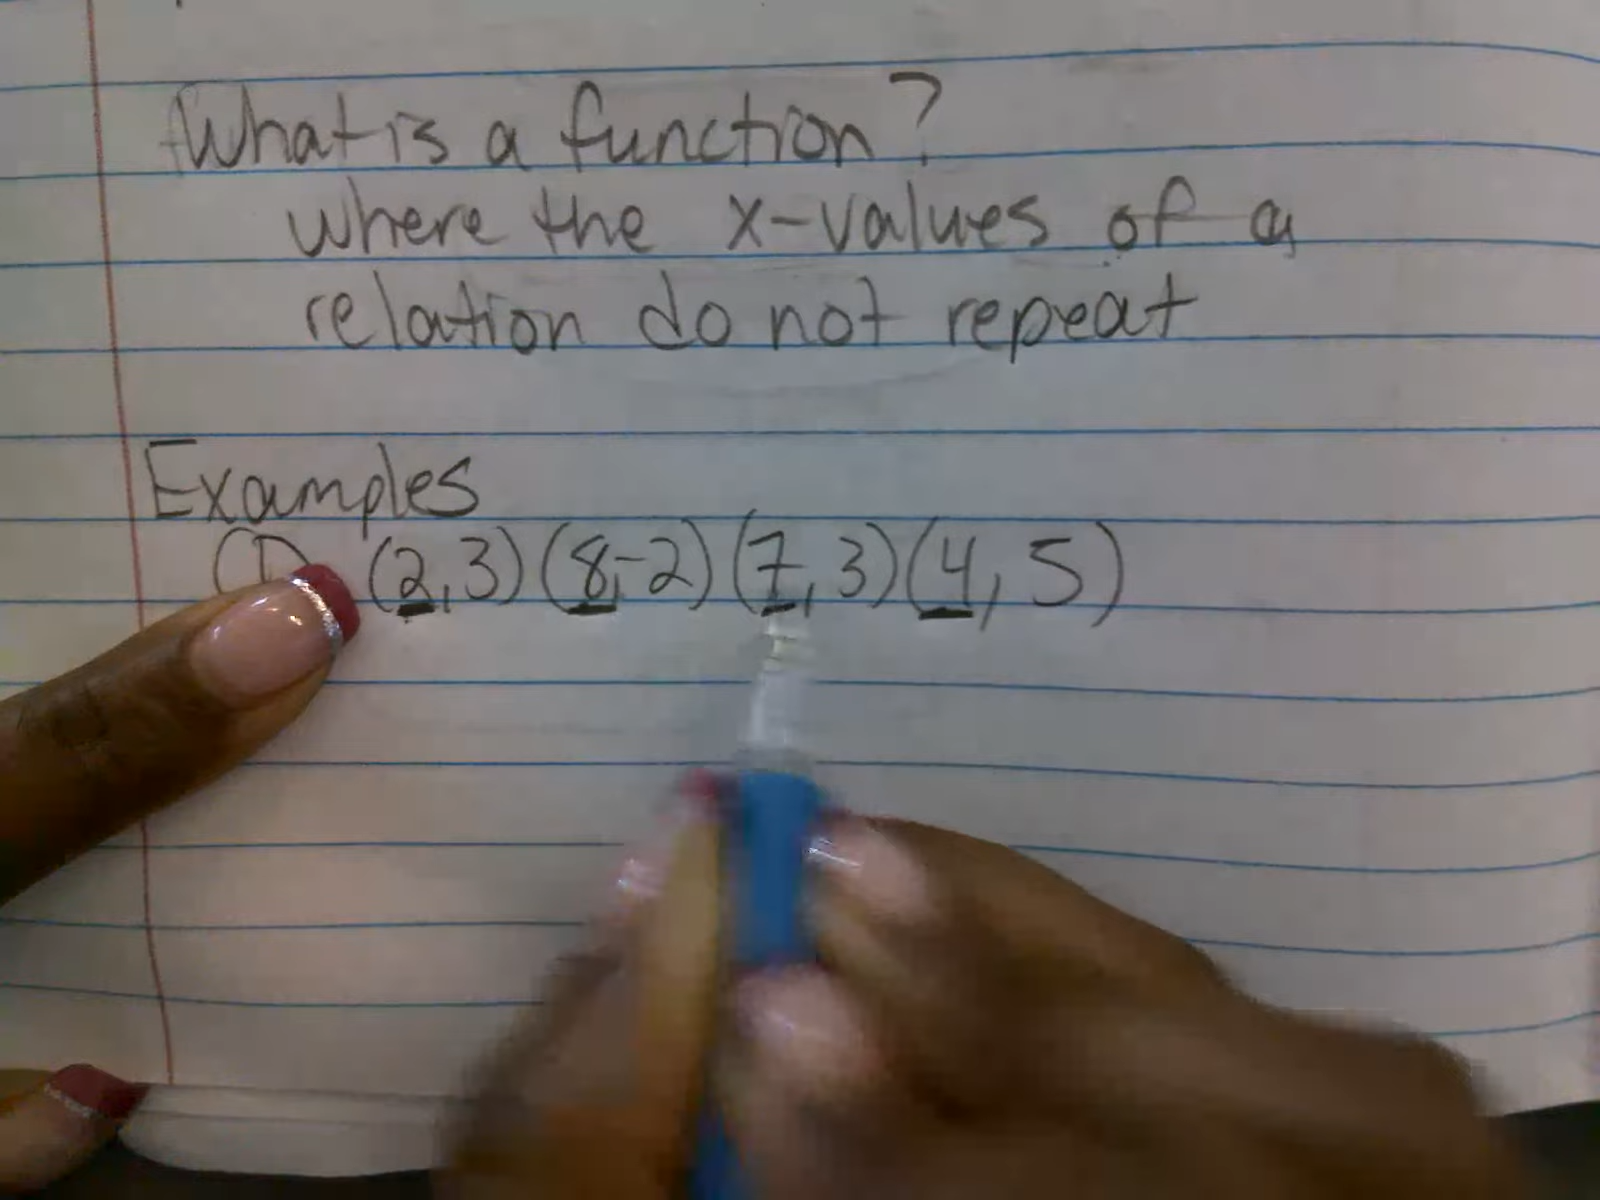 What is a function?
where the x-values of a
relation do not repeat
Examples
① (2,3) (8,-2) (7,3) (4,5)